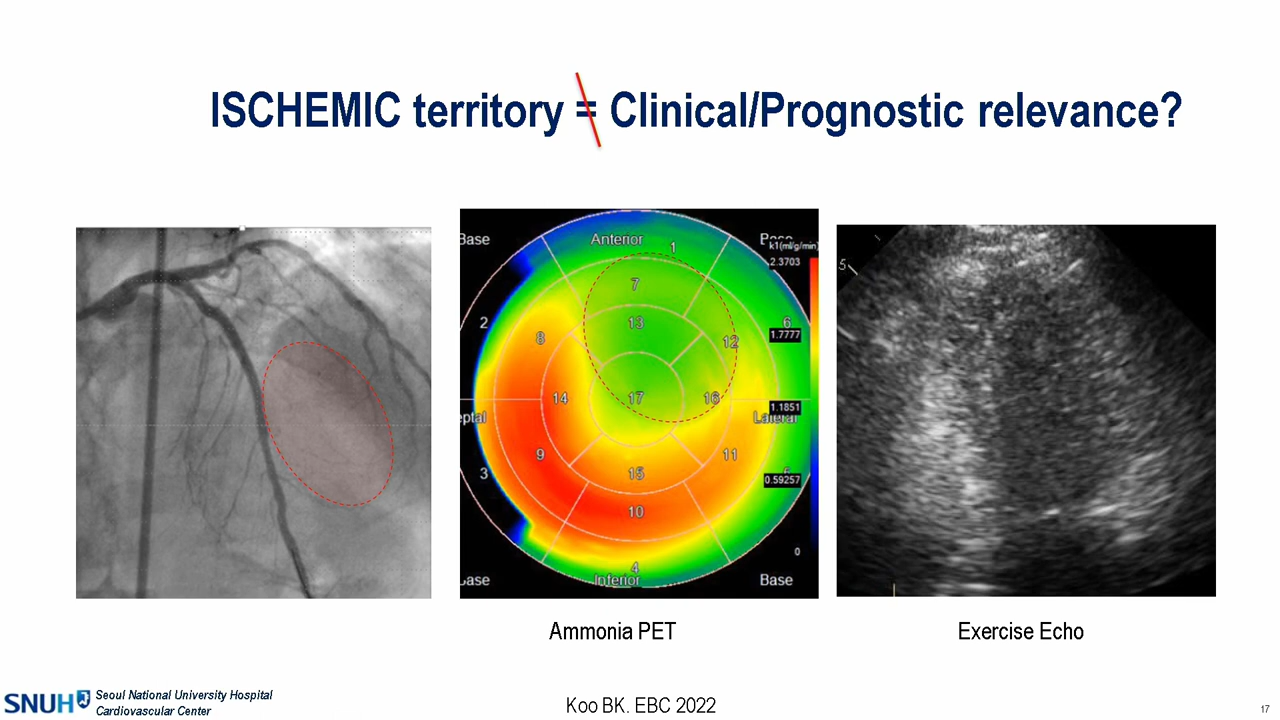 ISCHEMIC territory = Clinical/Prognostic relevance?
Base
Anterior
1
k1(ml/g/min)
2.3703
7
2
13
6
1.7777
8
12
14
17
16
1.1851
Lateral
9
15
11
3
0.59257
10
0
4
Inferior
Base
5
Ammonia PET
Exercise Echo
SNUH
Seoul National University Hospital
Cardiovascular Center
Koo BK. EBC 2022
17